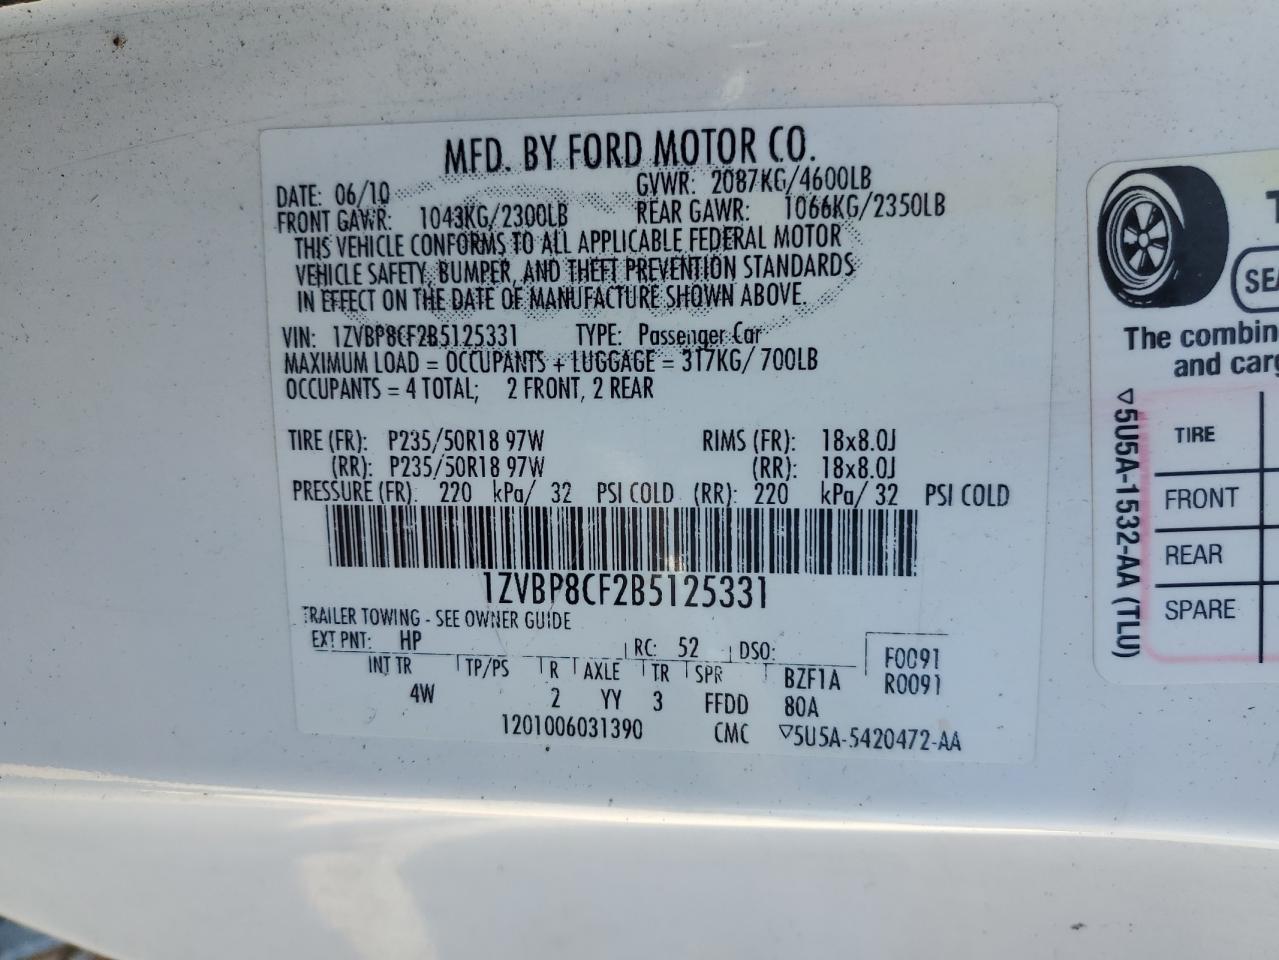 MFD. BY FORD MOTOR CO.
DATE: 06/10 GVWR: 2087KG/4600LB
FRONT GAWR: 1043KG/2300LB REAR GAWR: 1066KG/2350LB
THIS VEHICLE CONFORMS TO ALL APPLICABLE FEDERAL MOTOR
VEHICLE SAFETY, BUMPER, AND THEFT PREVENTION STANDARDS
IN EFFECT ON THE DATE OF MANUFACTURE SHOWN ABOVE.
VIN: 1ZVBP8CF2B5125331 TYPE: Passenger Car
MAXIMUM LOAD = OCCUPANTS + LUGGAGE = 317KG/ 700LB
OCCUPANTS = 4 TOTAL; 2 FRONT, 2 REAR
TIRE (FR): P235/50R18 97W RIMS (FR): 18x8.0J
(RR): P235/50R18 97W (RR): 18x8.0J
PRESSURE (FR): 220 kPa/ 32 PSI COLD (RR): 220 kPa/ 32 PSI COLD
1ZVBP8CF2B5125331
TRAILER TOWING - SEE OWNER GUIDE
EXT PNT: HP RC: 52 DSO: F0091
INT TR TP/PS R AXLE TR SPR BZF1A R0091
4W 2 YY 3 FFDD 80A
1201006031390 CMC ▽5U5A-5420472-AA
The combin
and carg
TIRE
FRONT
REAR
SPARE
▽5U5A-1532-AA (TLU)